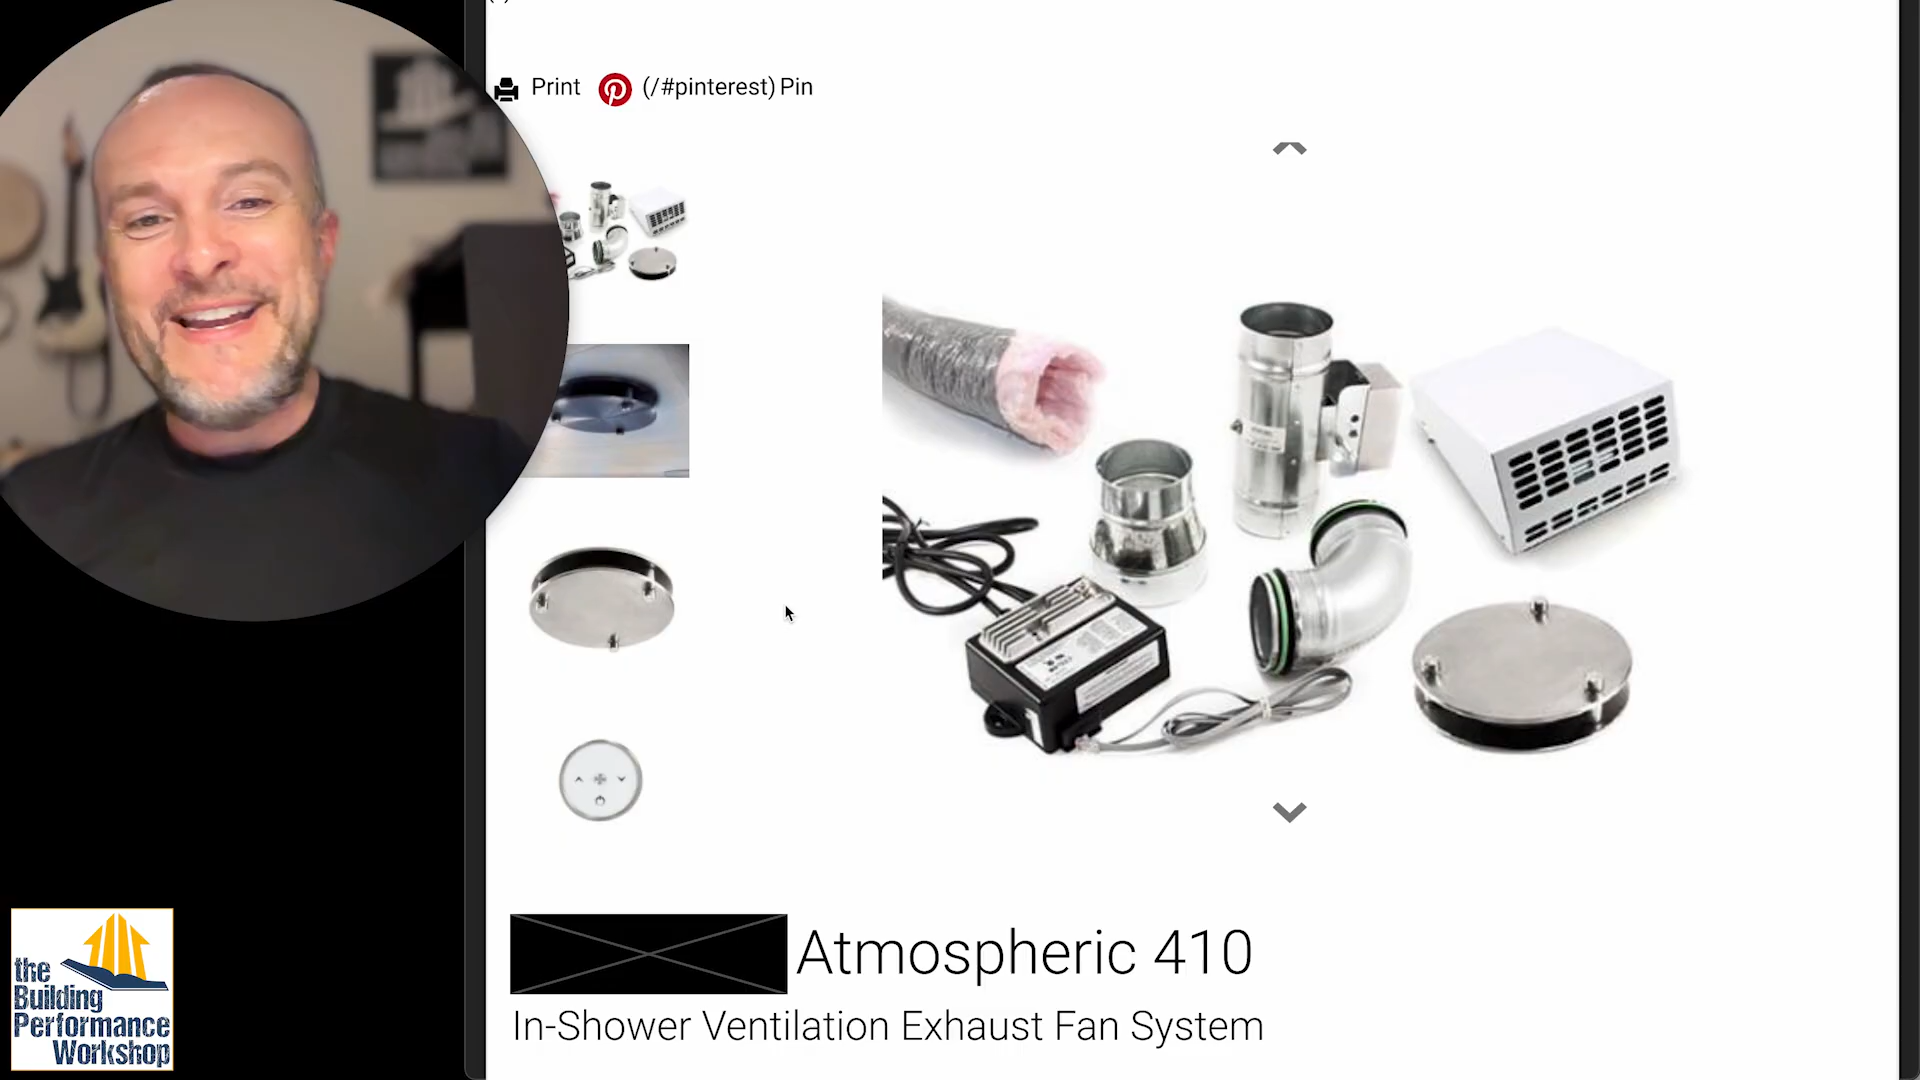 Print (/#pinterest) Pin
Atmospheric 410
In-Shower Ventilation Exhaust Fan System
the
Building
Performance
Workshop